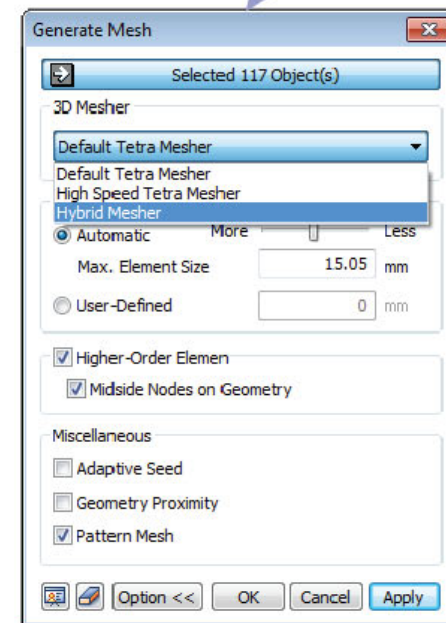 Generate Mesh
Selected 117 Object(s)
3D Mesher
Default Tetra Mesher
Default Tetra Mesher
High Speed Tetra Mesher
Hybrid Mesher
Automatic More Less
Max. Element Size 15.05 mm
User-Defined 0 mm
Higher-Order Elemen
Midside Nodes on Geometry
Miscellaneous
Adaptive Seed
Geometry Proximity
Pattern Mesh
Option << OK Cancel Apply